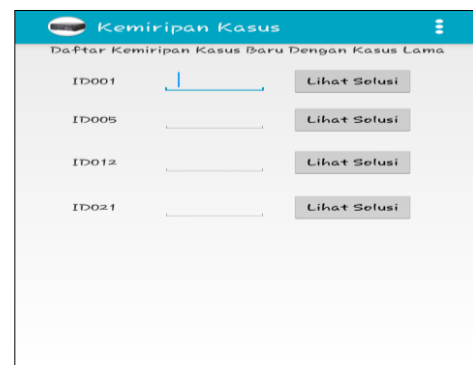 Kemiripan Kasus
Daftar Kemiripan Kasus Baru Dengan Kasus Lama
ID001 Lihat Solusi
ID005 Lihat Solusi
ID012 Lihat Solusi
ID021 Lihat Solusi